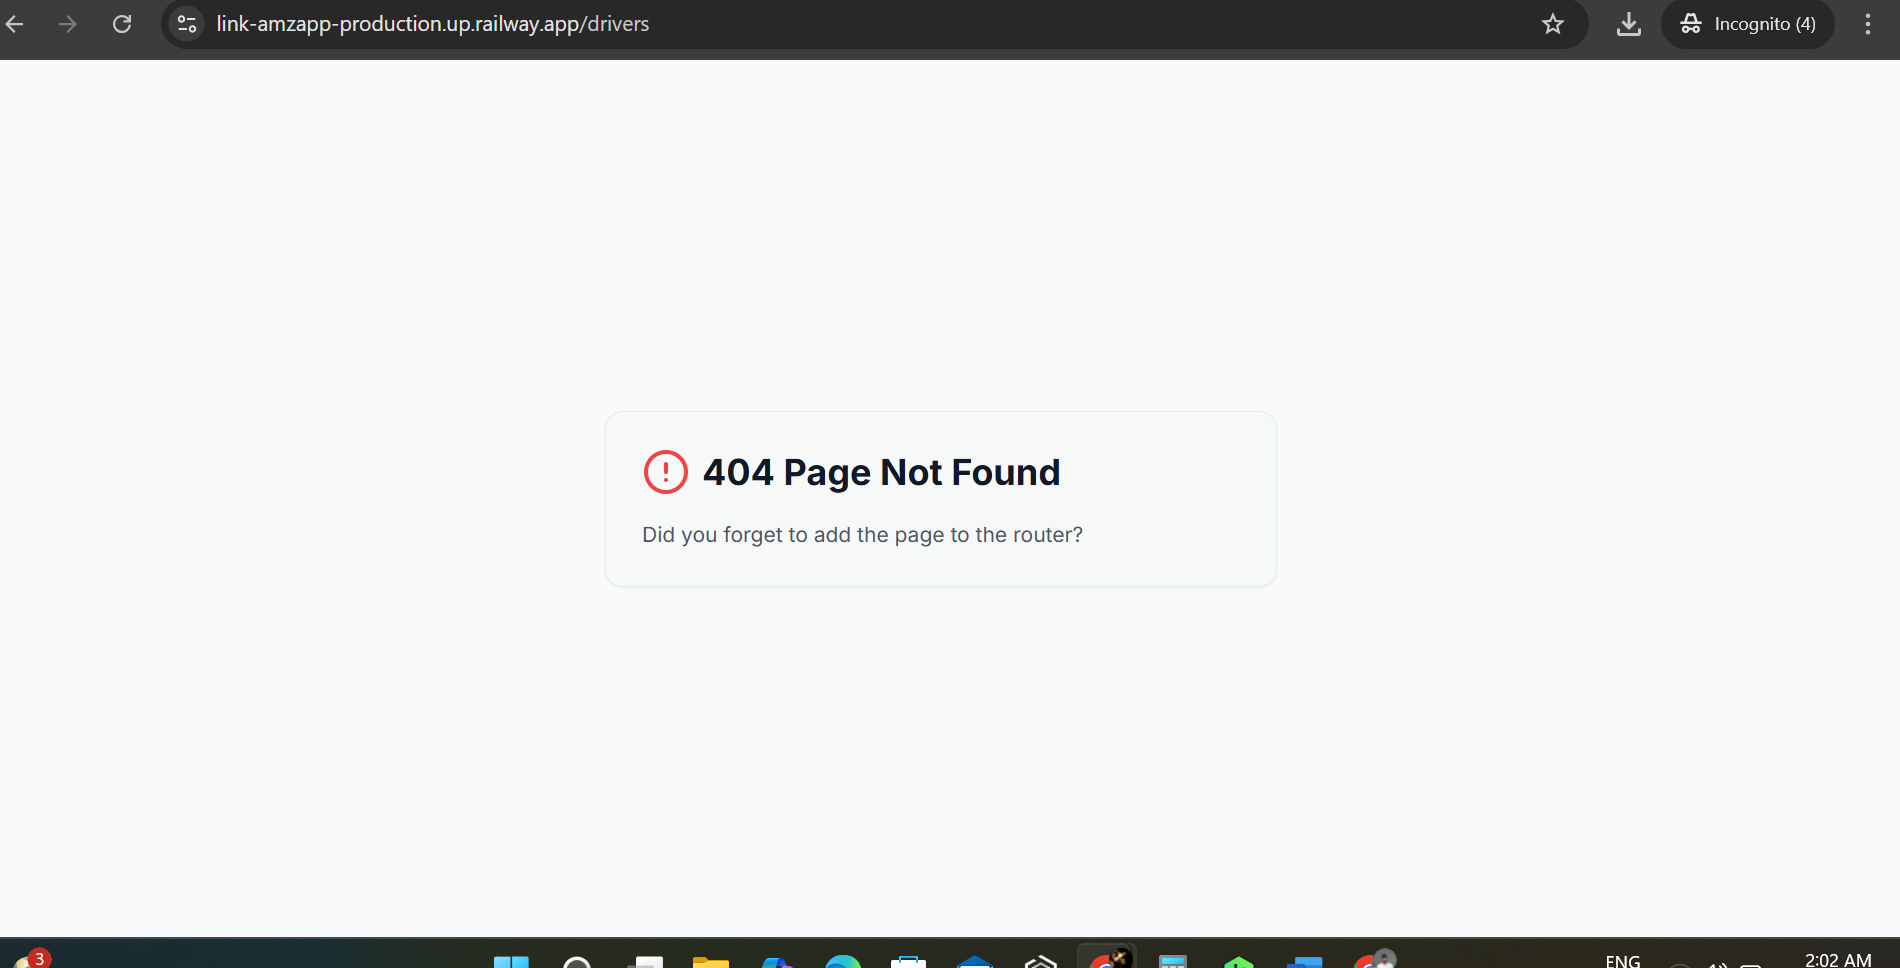 link-amzapp-production.up.railway.app/drivers
Incognito (4)
404 Page Not Found
Did you forget to add the page to the router?
3
ENG
2:02 AM